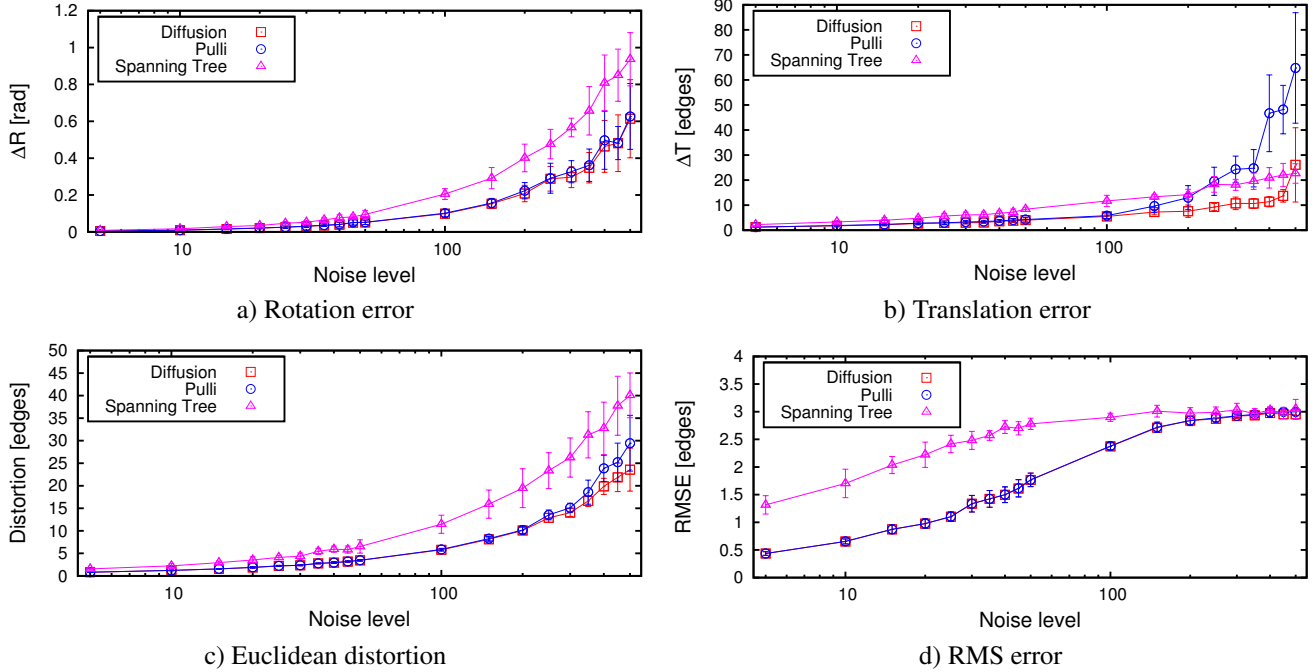 Diffusion
Pulli
Spanning Tree
1.2
1
0.8
0.6
0.4
0.2
0
ΔR [rad]
10
100
Noise level
a) Rotation error
Diffusion
Pulli
Spanning Tree
90
80
70
60
50
40
30
20
10
0
ΔT [edges]
10
100
Noise level
b) Translation error
Diffusion
Pulli
Spanning Tree
50
45
40
35
30
25
20
15
10
5
0
Distortion [edges]
10
100
Noise level
c) Euclidean distortion
Diffusion
Pulli
Spanning Tree
4
3.5
3
2.5
2
1.5
1
0.5
0
RMSE [edges]
10
100
Noise level
d) RMS error